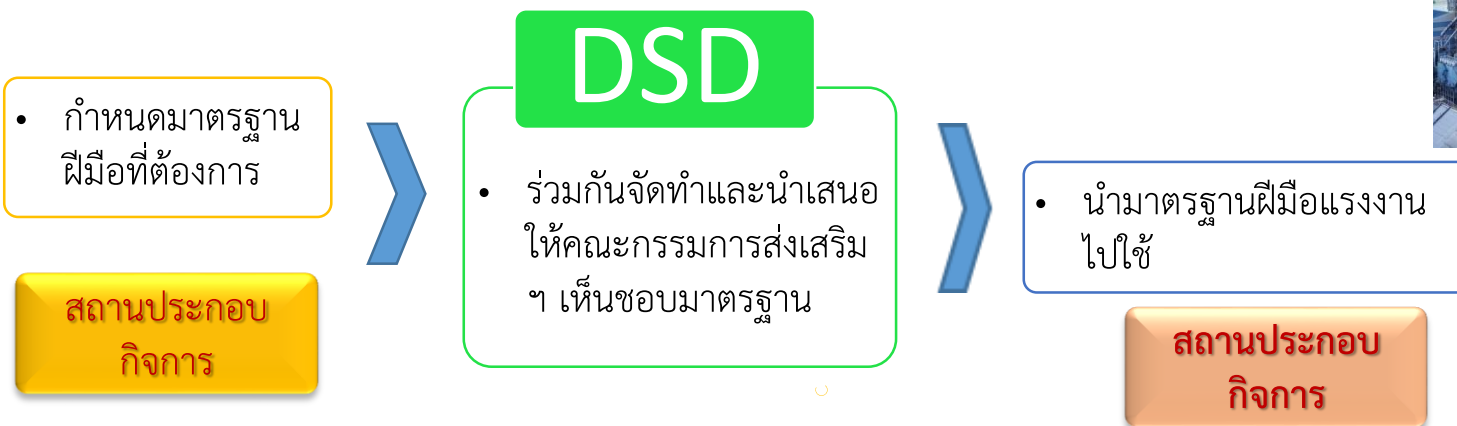 • กำหนดมาตรฐาน
ฝีมือที่ต้องการ
สถานประกอบ
กิจการ
DSD
• ร่วมกันจัดทำและนำเสนอ
ให้คณะกรรมการส่งเสริม
ฯ เห็นชอบมาตรฐาน
• นำมาตรฐานฝีมือแรงงาน
ไปใช้
สถานประกอบ
กิจการ